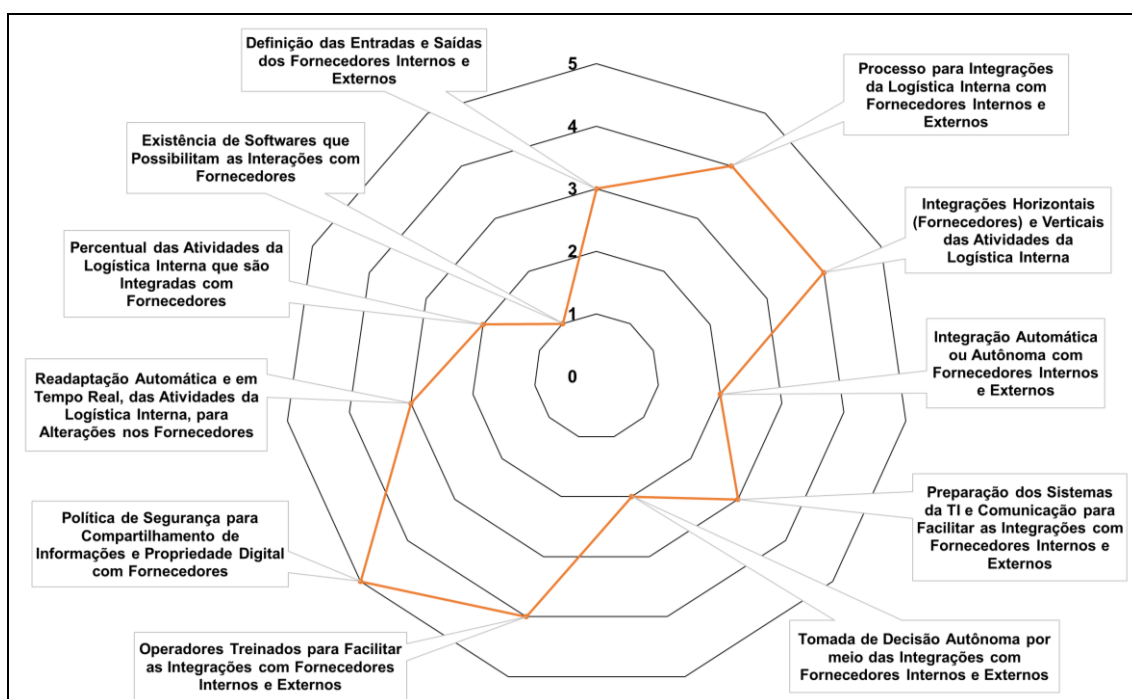 Definição das Entradas e Saídas
dos Fornecedores Internos e
Externos
5
4
3
2
1
0
Processo para Integrações
da Logística Interna com
Fornecedores Internos e
Externos
Integrações Horizontais
(Fornecedores) e Verticais
das Atividades da
Logística Interna
Integração Automática
ou Autônoma com
Fornecedores Internos
e Externos
Preparação dos Sistemas
da TI e Comunicação para
Facilitar as Integrações com
Fornecedores Internos e
Externos
Tomada de Decisão Autônoma por
meio das Integrações com
Fornecedores Internos e Externos
Operadores Treinados para Facilitar
as Integrações com Fornecedores
Internos e Externos
Política de Segurança para
Compartilhamento de
Informações e Propriedade Digital
com Fornecedores
Readaptação Automática e em
Tempo Real, das Atividades da
Logística Interna, para
Alterações nos Fornecedores
Percentual das Atividades da
Logística Interna que são
Integradas com
Fornecedores
Existência de Softwares que
Possibilitam as Interações com
Fornecedores